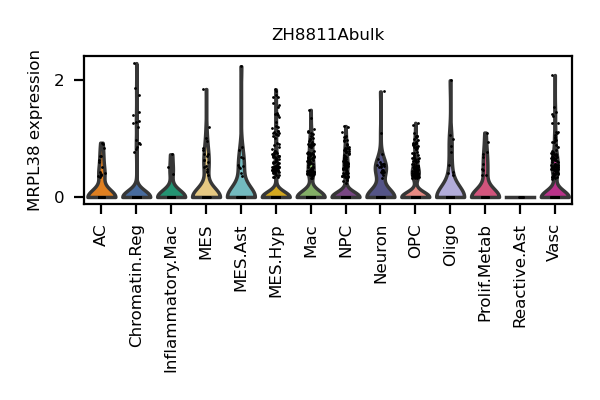 ZH8811Abulk
MRPL38 expression
2
0
AC
Chromatin.Reg
Inflammatory.Mac
MES
MES.Ast
MES.Hyp
Mac
NPC
Neuron
OPC
Oligo
Prolif.Metab
Reactive.Ast
Vasc